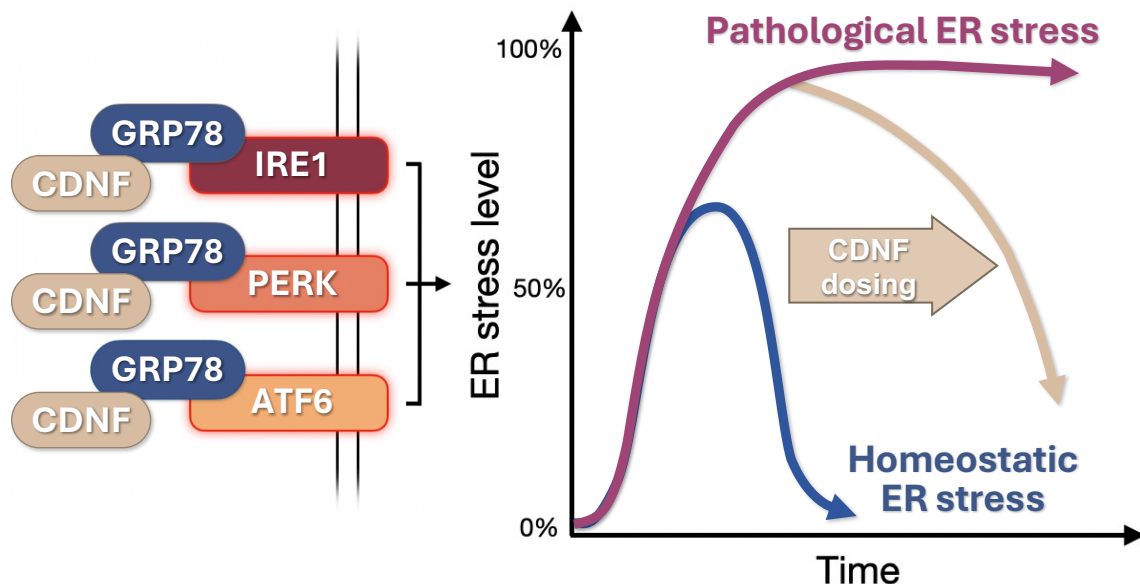 GRP78
CDNF
IRE1
GRP78
CDNF
PERK
GRP78
CDNF
ATF6
ER stress level
100%
50%
0%
Pathological ER stress
CDNF
dosing
Homeostatic
ER stress
Time